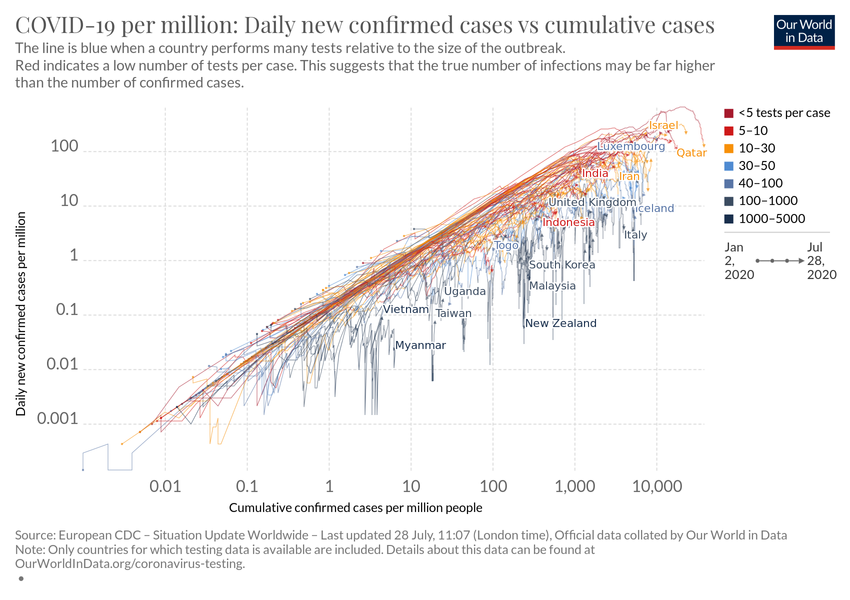 COVID-19 per million: Daily new confirmed cases vs cumulative cases
Our World
in Data
The line is blue when a country performs many tests relative to the size of the outbreak.
Red indicates a low number of tests per case. This suggests that the true number of infections may be far higher
than the number of confirmed cases.
<5 tests per case
5–10
10–30
30–50
40–100
100–1000
1000–5000
Jan
2,
2020
Jul
28,
2020
Daily new confirmed cases per million
100
10
1
0.1
0.01
0.001
Israel
Luxembourg
Qatar
India
Iran
United Kingdom
Iceland
Indonesia
Italy
Togo
South Korea
Malaysia
Uganda
Vietnam
Taiwan
New Zealand
Myanmar
0.01
0.1
1
10
100
1,000
10,000
Cumulative confirmed cases per million people
Source: European CDC – Situation Update Worldwide – Last updated 28 July, 11:07 (London time), Official data collated by Our World in Data
Note: Only countries for which testing data is available are included. Details about this data can be found at
OurWorldInData.org/coronavirus-testing.